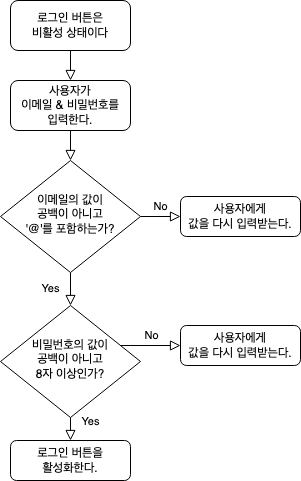 로그인 버튼은
비활성 상태이다
사용자가
이메일 & 비밀번호를
입력한다.
이메일의 값이
공백이 아니고
'@'를 포함하는가?
No
사용자에게
값을 다시 입력받는다.
Yes
비밀번호의 값이
공백이 아니고
8자 이상인가?
No
사용자에게
값을 다시 입력받는다.
Yes
로그인 버튼을
활성화한다.